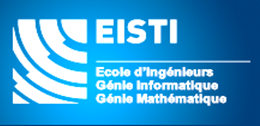 EISTI
Ecole d'Ingénieurs
Génie Informatique
Génie Mathématique